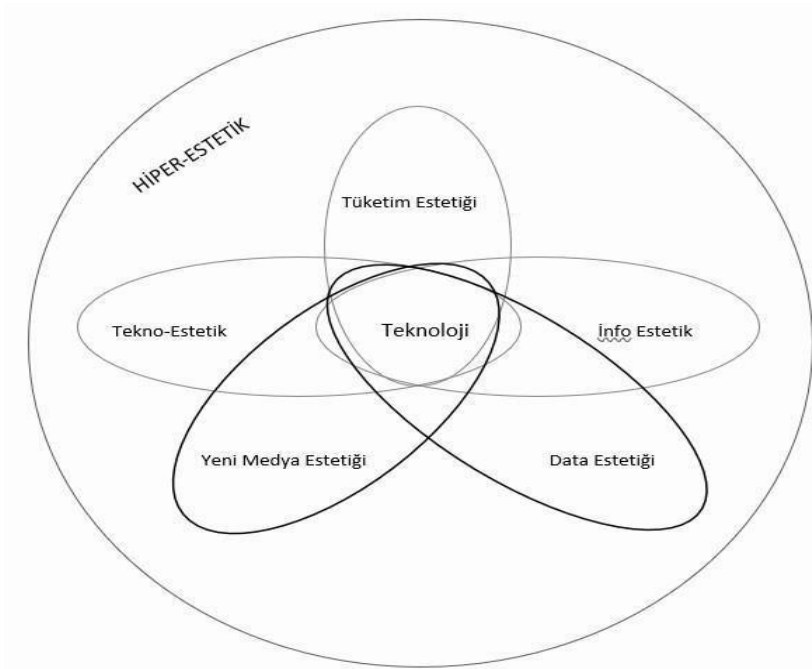 HİPER-ESTETİK
Tüketim Estetiği
Tekno-Estetik
Teknoloji
İnfo Estetik
Yeni Medya Estetiği
Data Estetiği